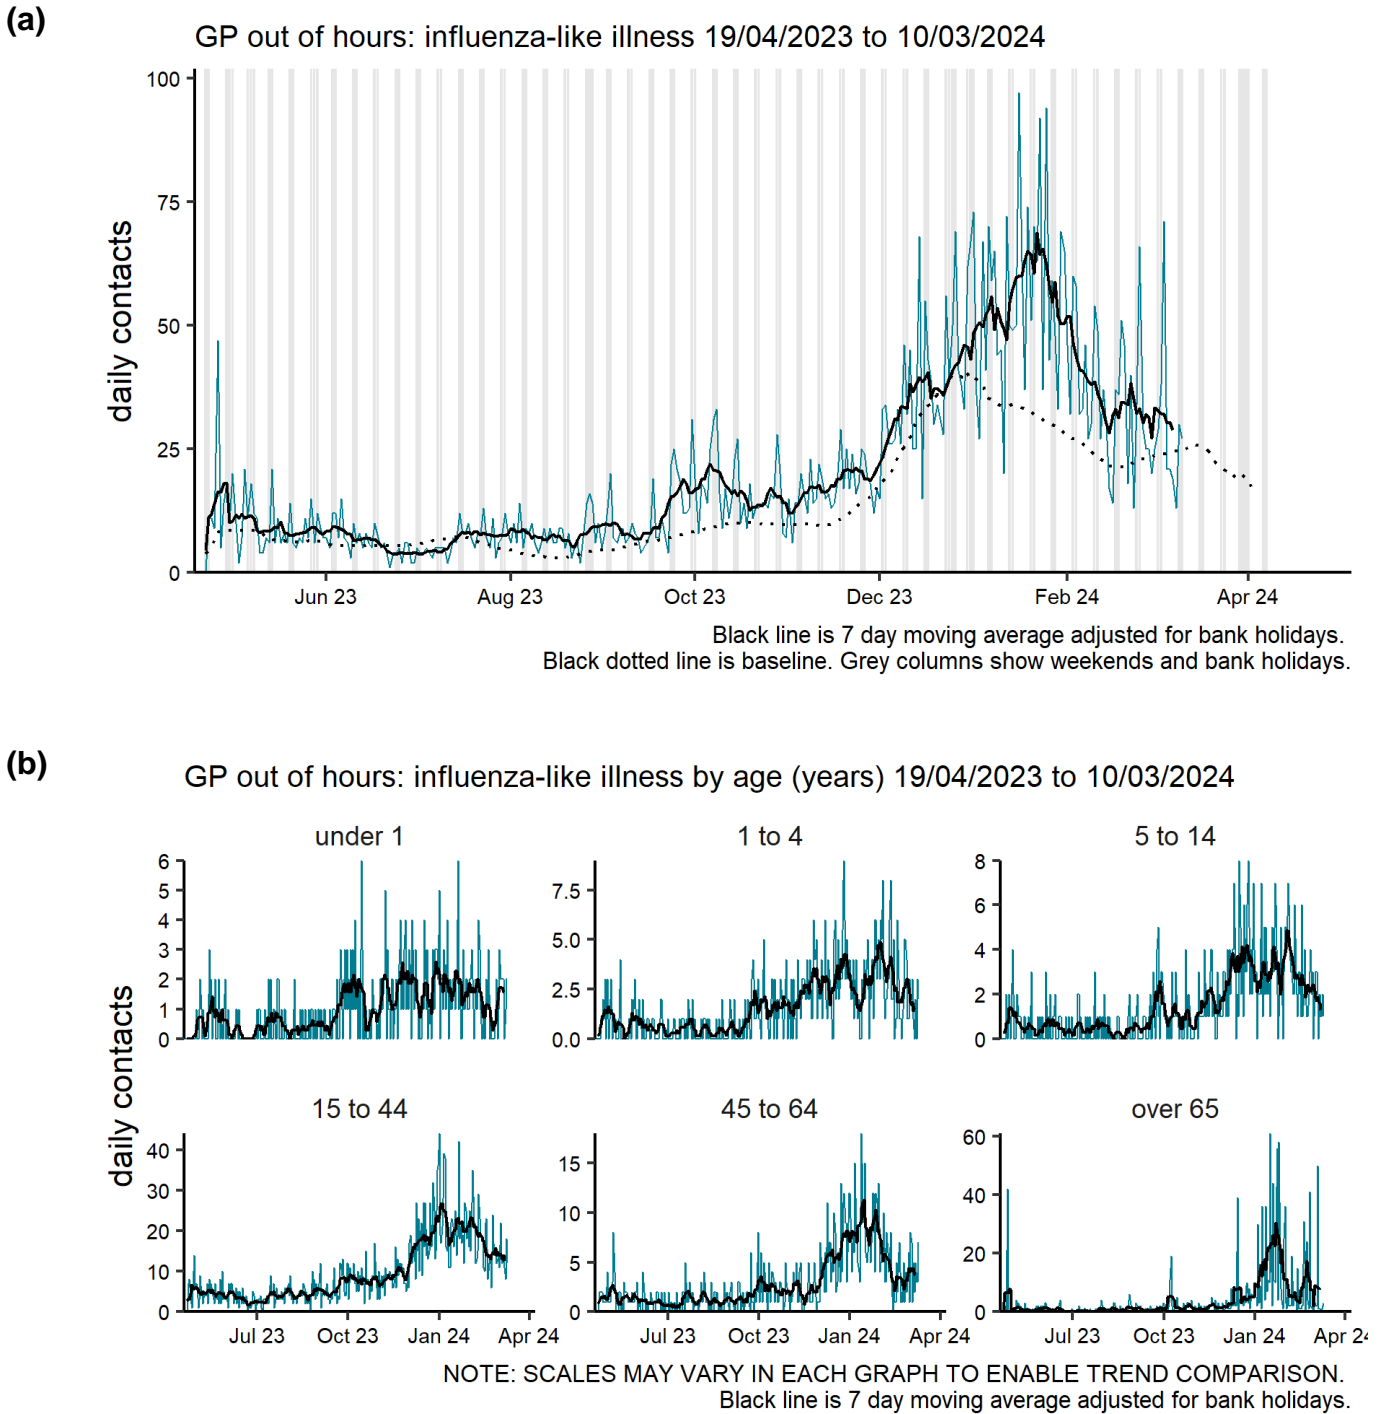 (a)
GP out of hours: influenza-like illness 19/04/2023 to 10/03/2024
daily contacts
100
75
50
25
0
Jun 23 Aug 23 Oct 23 Dec 23 Feb 24 Apr 24
Black line is 7 day moving average adjusted for bank holidays.
Black dotted line is baseline. Grey columns show weekends and bank holidays.
(b)
GP out of hours: influenza-like illness by age (years) 19/04/2023 to 10/03/2024
daily contacts
under 1
6
5
4
3
2
1
0
1 to 4
7.5
5.0
2.5
0.0
5 to 14
8
6
4
2
0
15 to 44
40
30
20
10
0
Jul 23 Oct 23 Jan 24 Apr 24
45 to 64
15
10
5
0
Jul 23 Oct 23 Jan 24 Apr 24
over 65
60
40
20
0
Jul 23 Oct 23 Jan 24 Apr 24
NOTE: SCALES MAY VARY IN EACH GRAPH TO ENABLE TREND COMPARISON.
Black line is 7 day moving average adjusted for bank holidays.